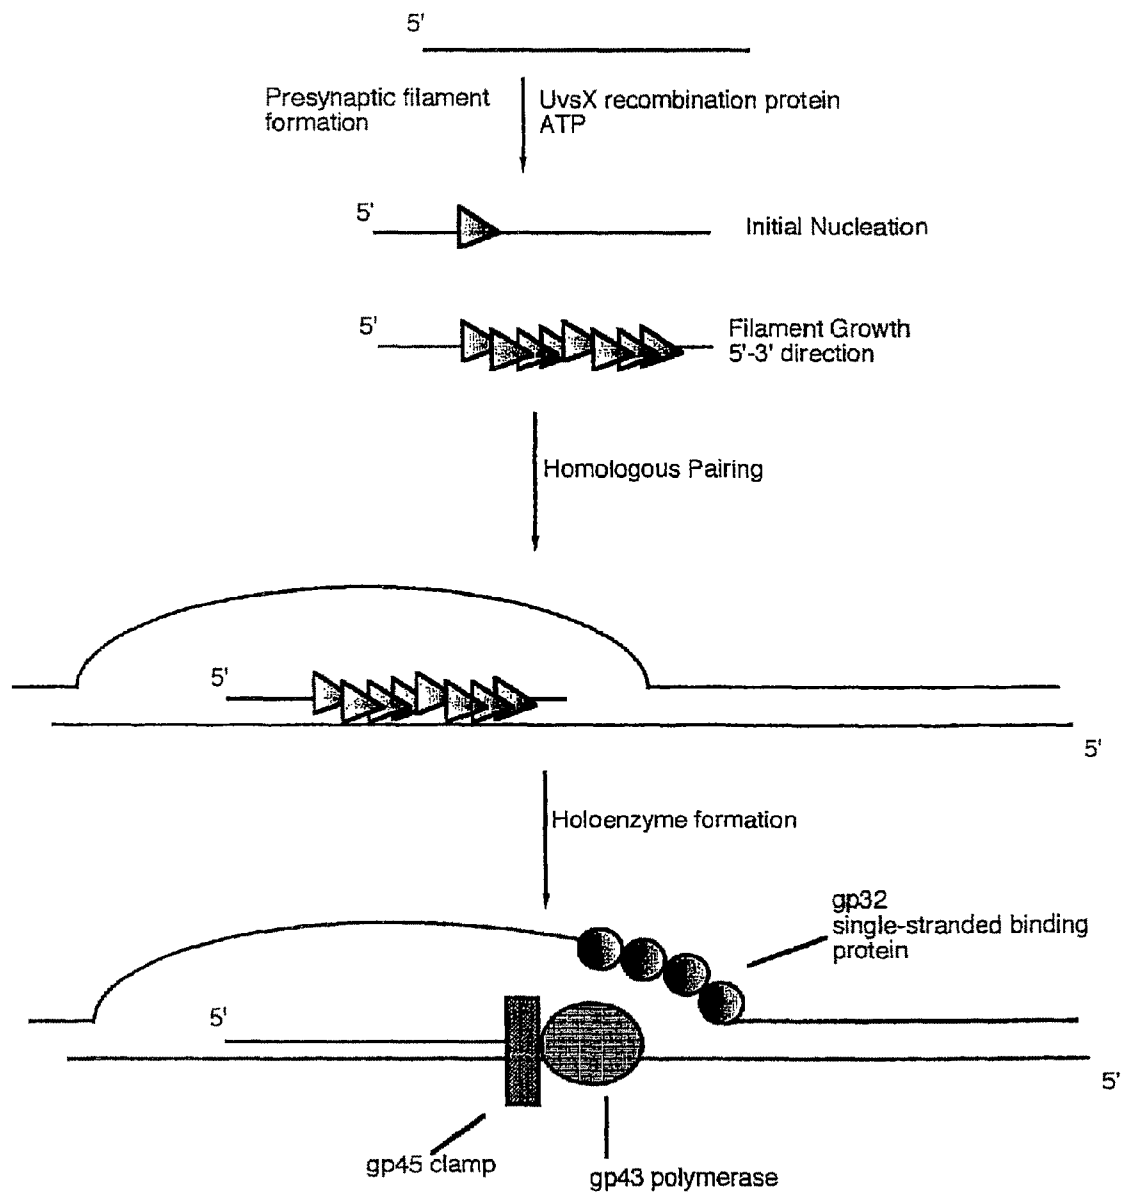 5'
Presynaptic filament
formation
UvsX recombination protein
ATP
5'
Initial Nucleation
5'
Filament Growth
5'-3' direction
Homologous Pairing
5'
5'
Holoenzyme formation
gp32
single-stranded binding
protein
5'
5'
gp45 clamp
gp43 polymerase